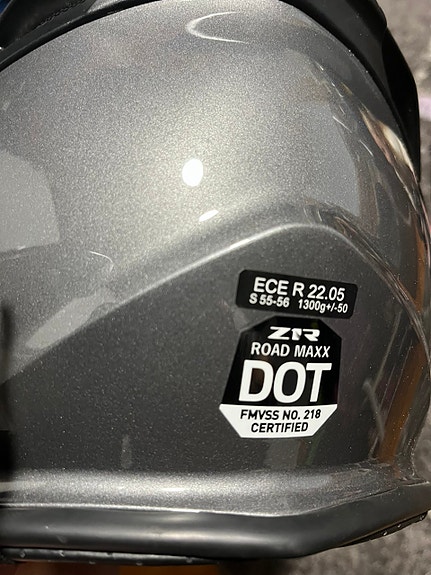 ECE R 22.05
S 55-56 1300g+/-50
Z1R
ROAD MAXX
DOT
FMVSS NO. 218
CERTIFIED